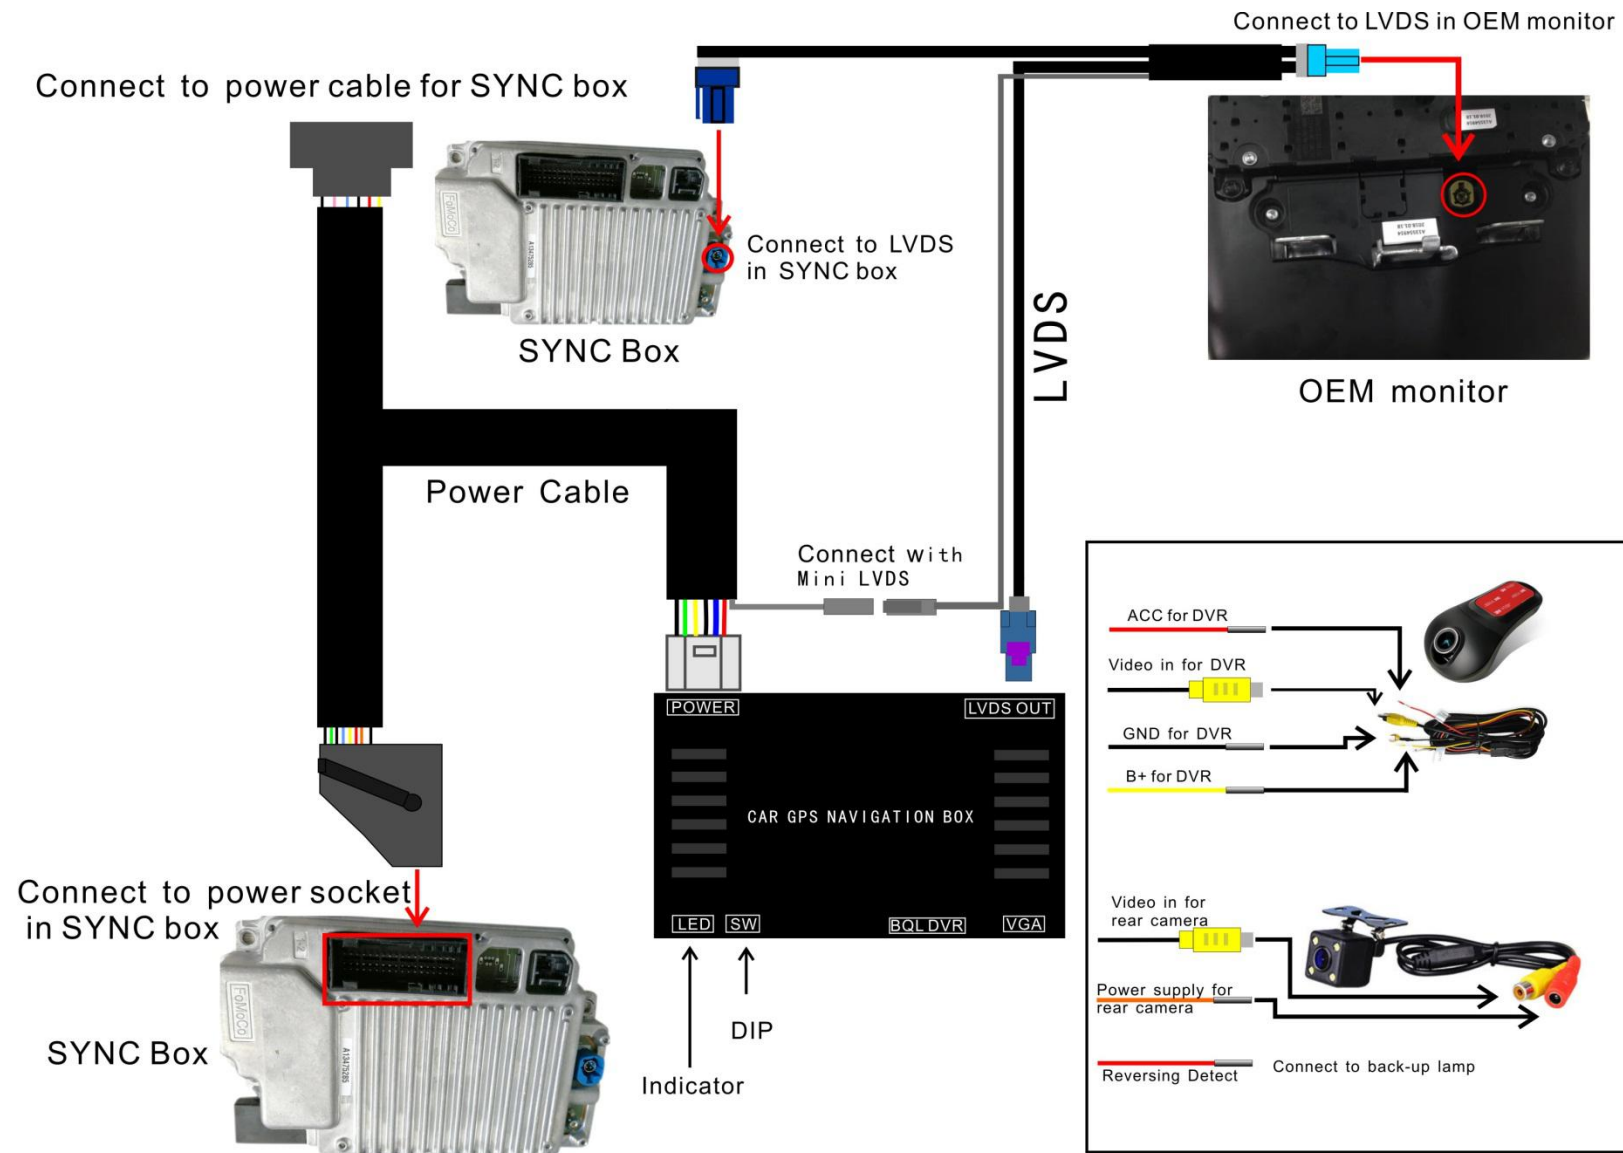 Connect to LVDS in OEM monitor
Connect to power cable for SYNC box
FoMoCo
A13475285
Connect to LVDS
in SYNC box
SYNC Box
LVDS
OEM monitor
Power Cable
Connect with
Mini LVDS
POWER
LVDS OUT
CAR GPS NAVIGATION BOX
LED
SW
BQL DVR
VGA
DIP
Indicator
Connect to power socket
in SYNC box
FoMoCo
A13475285
SYNC Box
ACC for DVR
Video in for DVR
GND for DVR
B+ for DVR
Video in for
rear camera
Power supply for
rear camera
Reversing Detect
Connect to back-up lamp